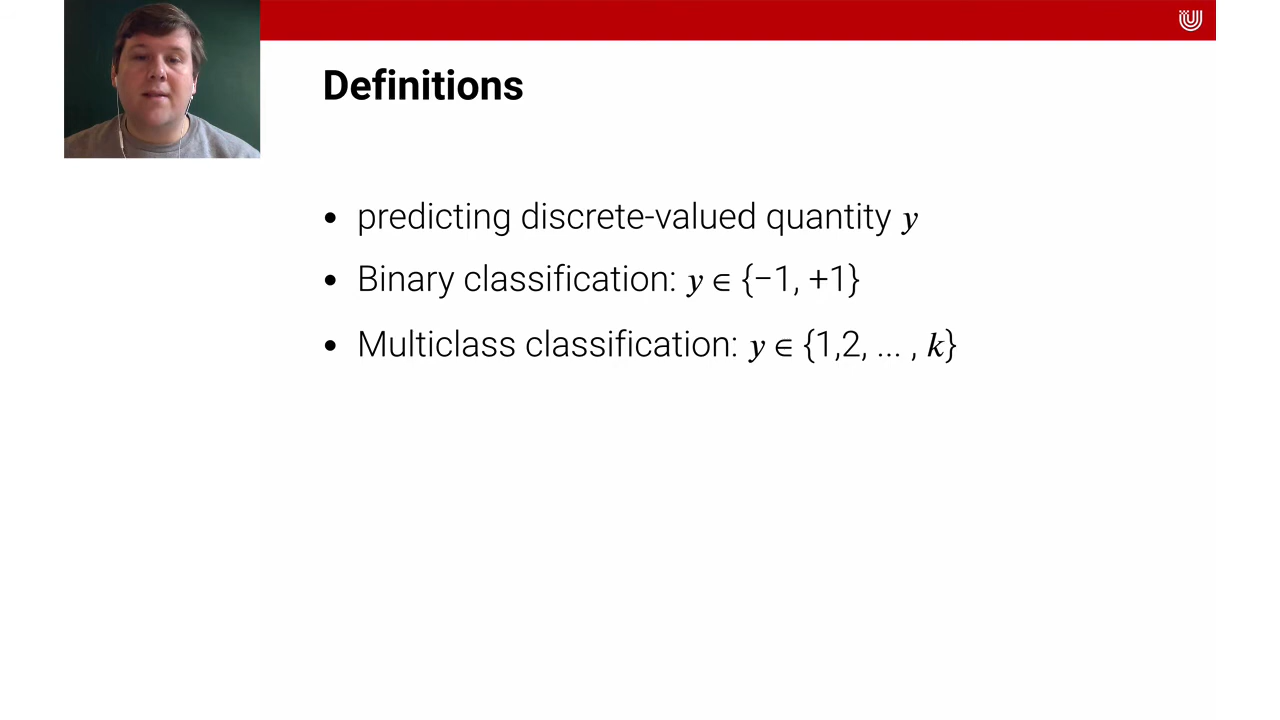 Definitions
• predicting discrete-valued quantity y
• Binary classification: y ∈ {−1, +1}
• Multiclass classification: y ∈ {1,2, ... , k}